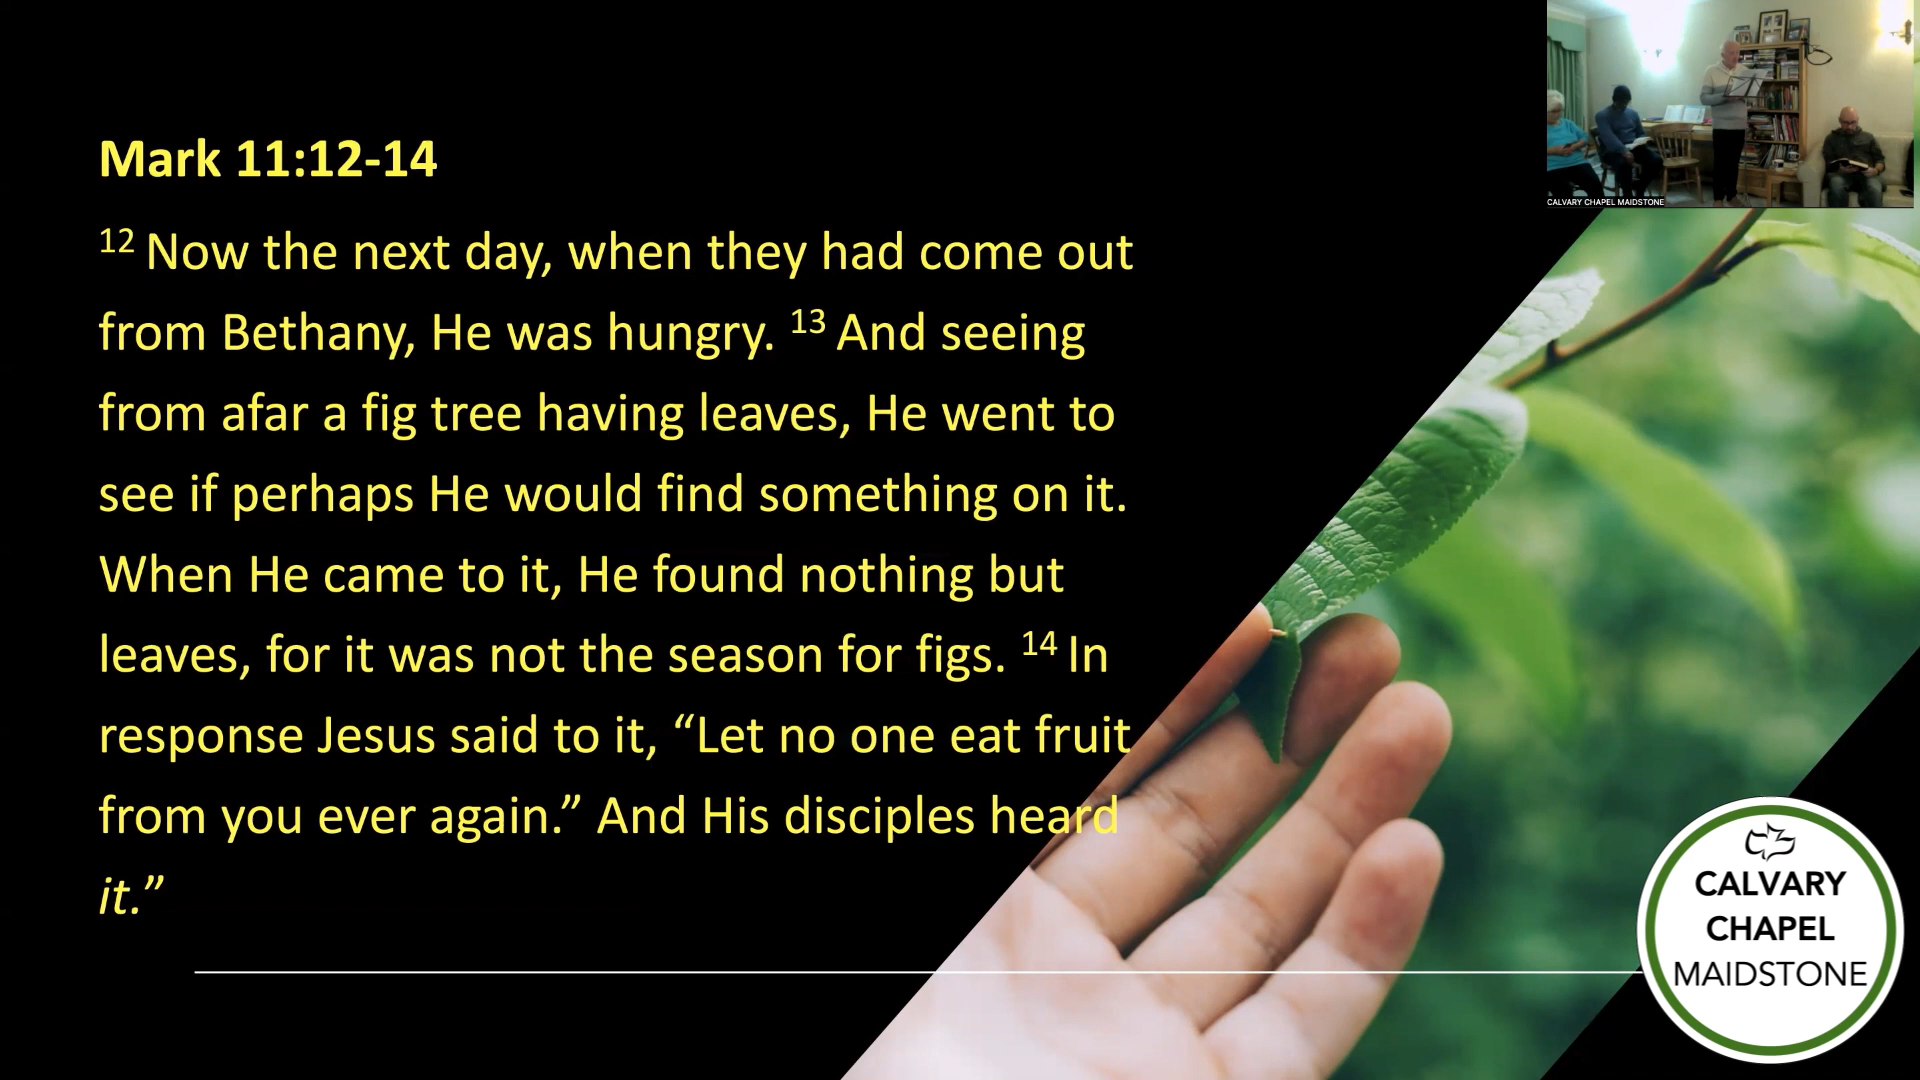 CALVARY CHAPEL MAIDSTONE
Mark 11:12-14
12 Now the next day, when they had come out
from Bethany, He was hungry. 13 And seeing
from afar a fig tree having leaves, He went to
see if perhaps He would find something on it.
When He came to it, He found nothing but
leaves, for it was not the season for figs. 14 In
response Jesus said to it, “Let no one eat fruit
from you ever again.” And His disciples heard
it.”
CALVARY
CHAPEL
MAIDSTONE